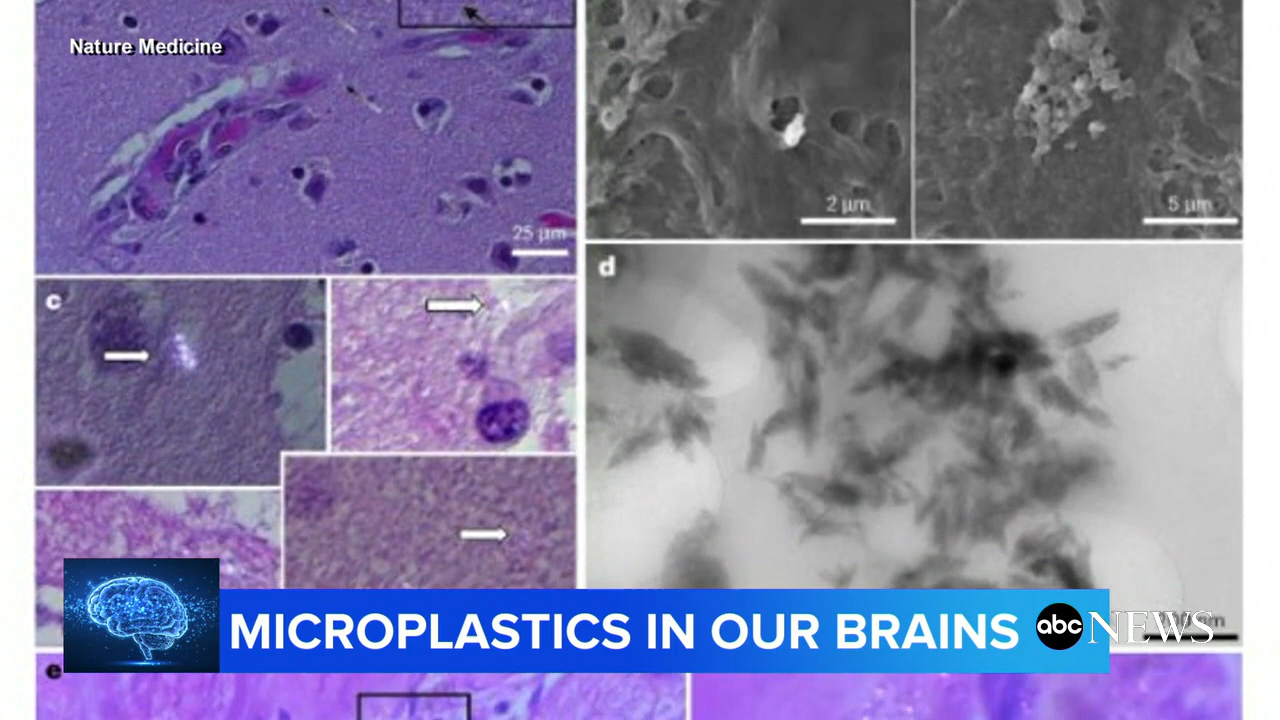 Nature Medicine
25 μm
2 μm
5 μm
c
d
MICROPLASTICS IN OUR BRAINS
abc NEWS
e